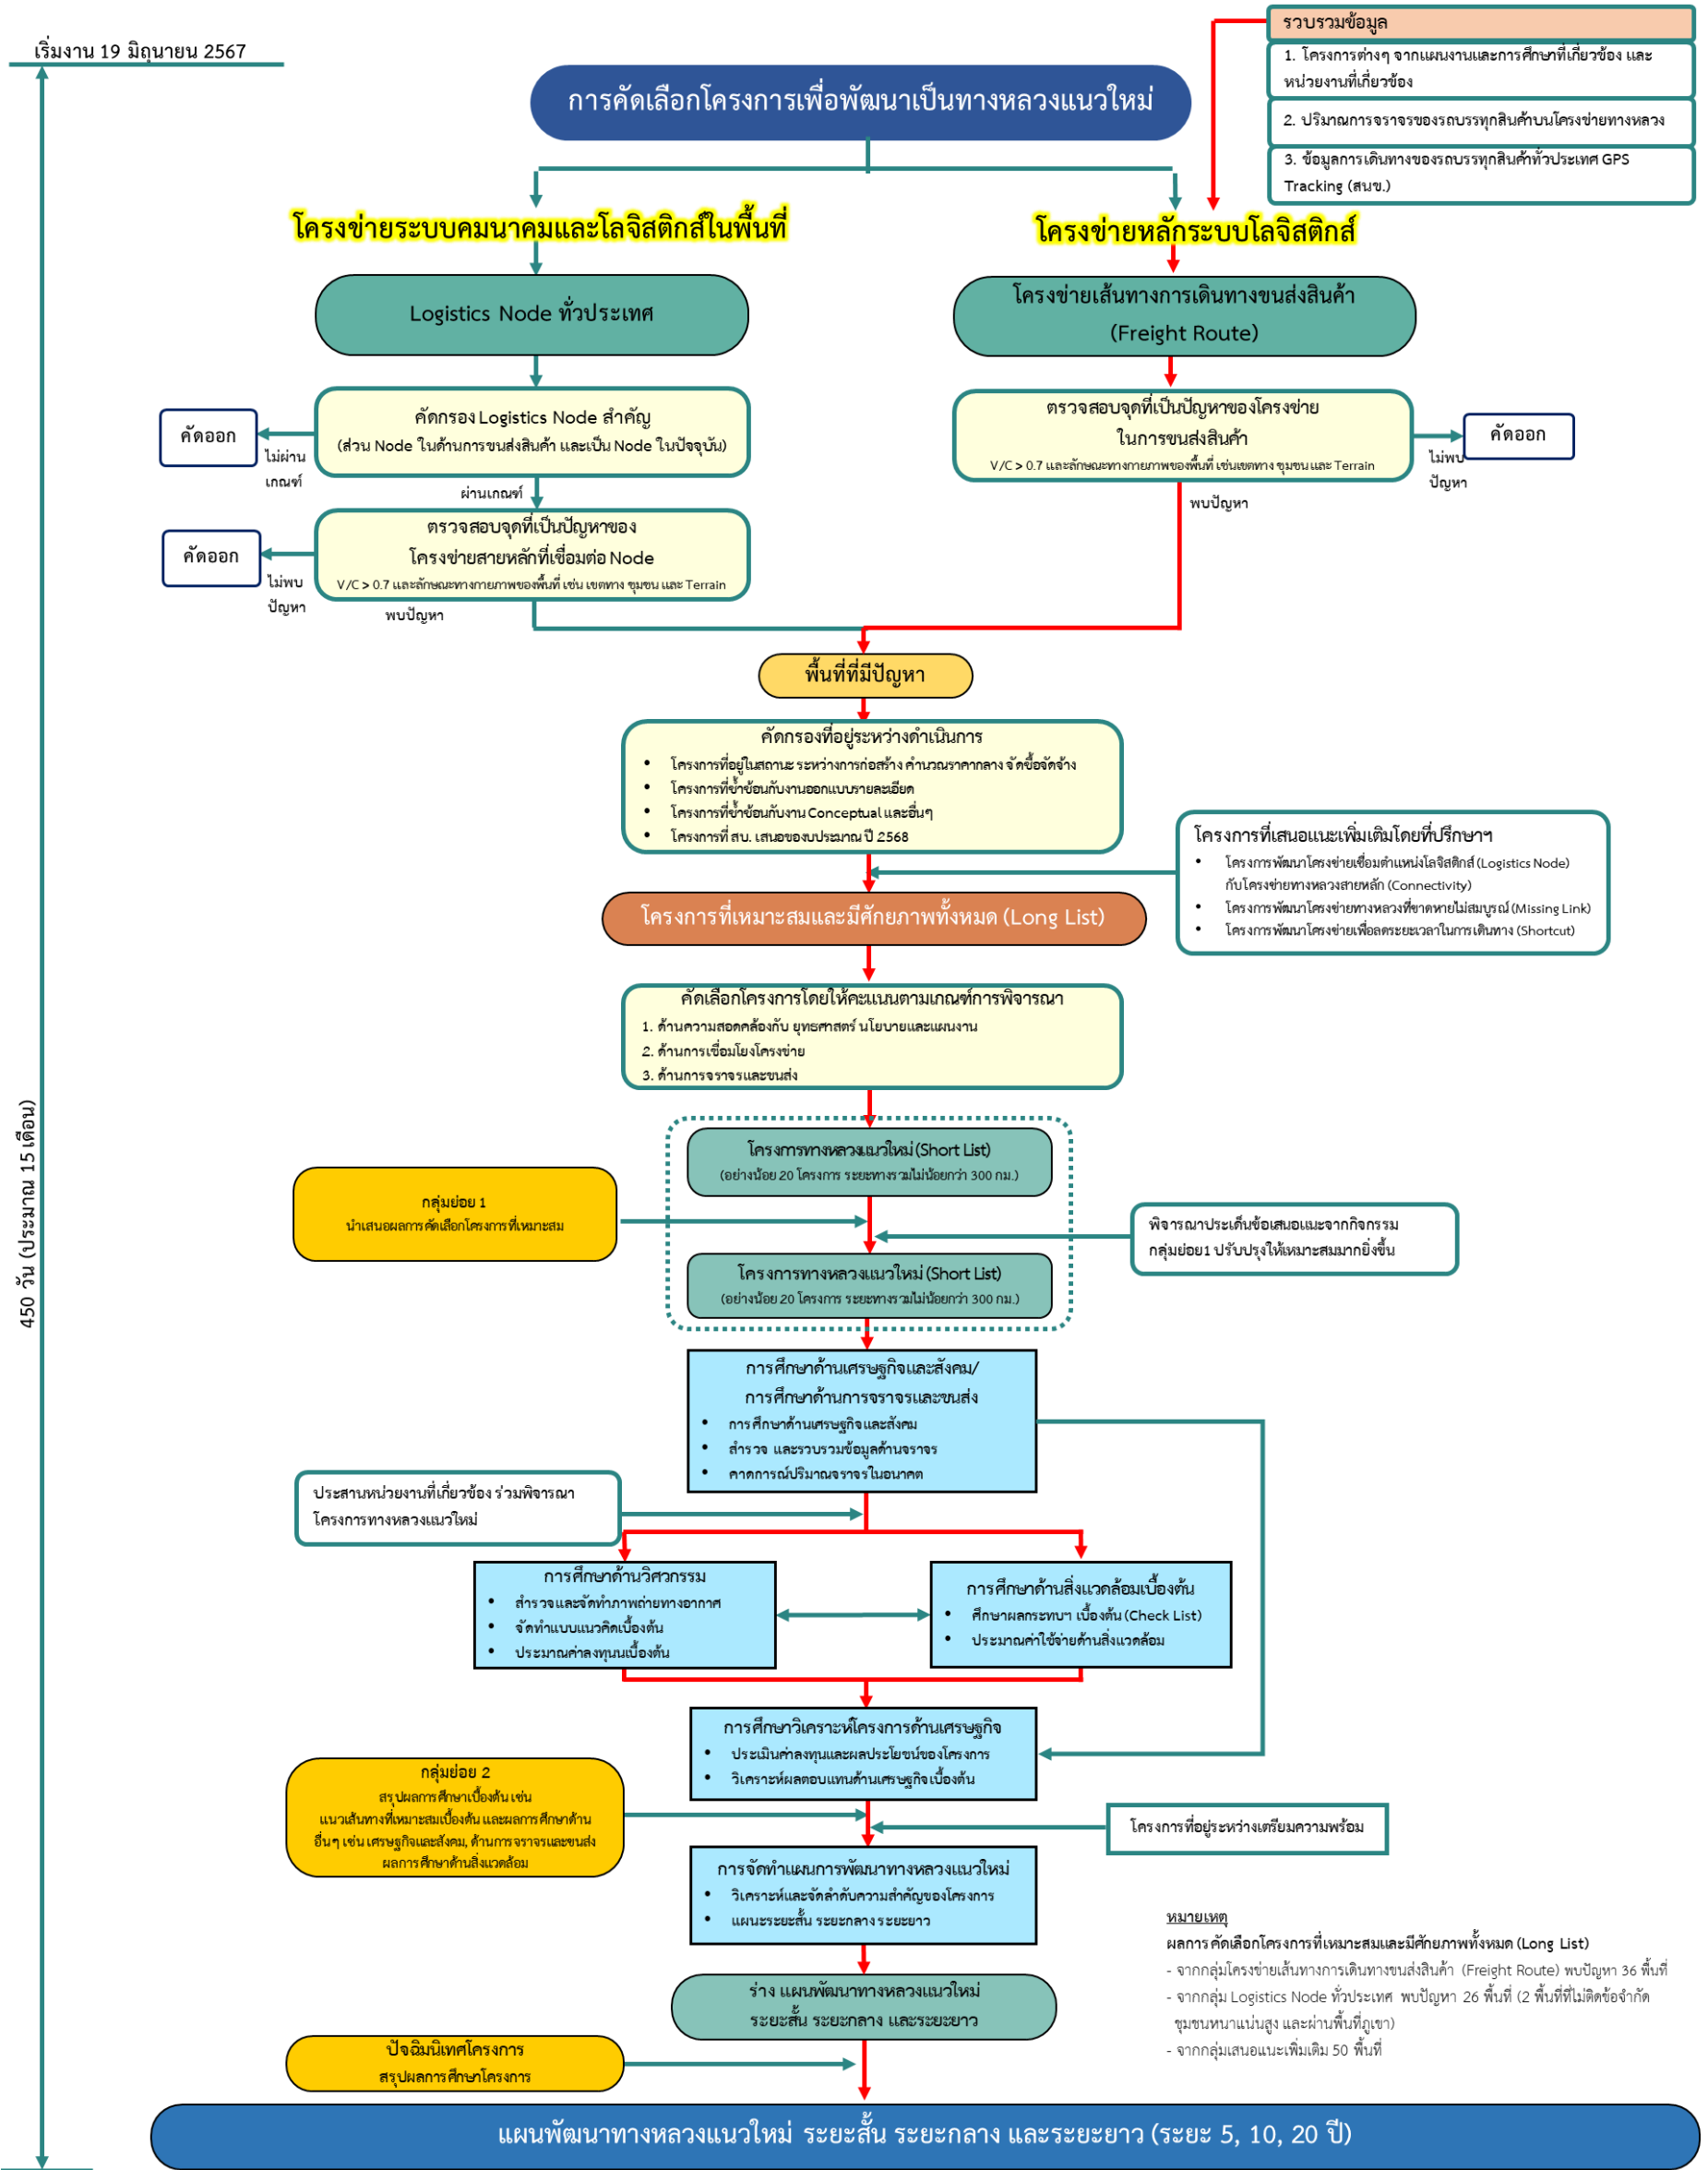 เริ่มงาน 19 มิถุนายน 2567
รวบรวมข้อมูล
1. โครงการต่างๆ จากแผนงานและการศึกษาที่เกี่ยวข้อง และ
หน่วยงานที่เกี่ยวข้อง
2. ปริมาณการจราจรของรถบรรทุกสินค้าบนโครงข่ายทางหลวง
3. ข้อมูลการเดินทางของรถบรรทุกสินค้าทั่วประเทศ GPS
Tracking (สนข.)
การคัดเลือกโครงการเพื่อพัฒนาเป็นทางหลวงแนวใหม่
โครงข่ายระบบคมนาคมและโลจิสติกส์ในพื้นที่
โครงข่ายหลักระบบโลจิสติกส์
Logistics Node ทั่วประเทศ
โครงข่ายเส้นทางการเดินทางขนส่งสินค้า
(Freight Route)
คัดออก
ไม่ผ่าน
เกณฑ์
คัดกรอง Logistics Node สำคัญ
(ส่วน Node ในด้านการขนส่งสินค้า และเป็น Node ในปัจจุบัน)
ผ่านเกณฑ์
ตรวจสอบจุดที่เป็นปัญหาของโครงข่าย
ในการขนส่งสินค้า
V/C > 0.7 และลักษณะทางกายภาพของพื้นที่ เช่นเขตทาง ชุมชน และ Terrain
คัดออก
ไม่พบ
ปัญหา
พบปัญหา
คัดออก
ไม่พบ
ปัญหา
ตรวจสอบจุดที่เป็นปัญหาของ
โครงข่ายสายหลักที่เชื่อมต่อ Node
V/C > 0.7 และลักษณะทางกายภาพของพื้นที่ เช่น เขตทาง ชุมชน และ Terrain
พบปัญหา
พื้นที่ที่มีปัญหา
คัดกรองที่อยู่ระหว่างดำเนินการ
• โครงการที่อยู่ในสถานะ ระหว่างการก่อสร้าง คำนวณราคากลาง จัดซื้อจัดจ้าง
• โครงการที่ซ้ำซ้อนกับงานออกแบบรายละเอียด
• โครงการที่ซ้ำซ้อนกับงาน Conceptual และอื่นๆ
• โครงการที่ สบ. เสนอของบประมาณ ปี 2568
โครงการที่เสนอแนะเพิ่มเติมโดยที่ปรึกษาฯ
• โครงการพัฒนาโครงข่ายเชื่อมตำแหน่งโลจิสติกส์ (Logistics Node)
กับโครงข่ายทางหลวงสายหลัก (Connectivity)
• โครงการพัฒนาโครงข่ายทางหลวงที่ขาดหายไม่สมบูรณ์ (Missing Link)
• โครงการพัฒนาโครงข่ายเพื่อลดระยะเวลาในการเดินทาง (Shortcut)
โครงการที่เหมาะสมและมีศักยภาพทั้งหมด (Long List)
คัดเลือกโครงการโดยให้คะแนนตามเกณฑ์การพิจารณา
1. ด้านความสอดคล้องกับ ยุทธศาสตร์ นโยบายและแผนงาน
2. ด้านการเชื่อมโยงโครงข่าย
3. ด้านการจราจรและขนส่ง
450 วัน (ประมาณ 15 เดือน)
โครงการทางหลวงแนวใหม่ (Short List)
(อย่างน้อย 20 โครงการ ระยะทางรวมไม่น้อยกว่า 300 กม.)
กลุ่มย่อย 1
นำเสนอผลการคัดเลือกโครงการที่เหมาะสม
พิจารณาประเด็นข้อเสนอแนะจากกิจกรรม
กลุ่มย่อย1 ปรับปรุงให้เหมาะสมมากยิ่งขึ้น
โครงการทางหลวงแนวใหม่ (Short List)
(อย่างน้อย 20 โครงการ ระยะทางรวมไม่น้อยกว่า 300 กม.)
การศึกษาด้านเศรษฐกิจและสังคม/
การศึกษาด้านการจราจรและขนส่ง
• การศึกษาด้านเศรษฐกิจและสังคม
• สำรวจ และรวบรวมข้อมูลด้านจราจร
• คาดการณ์ปริมาณจราจรในอนาคต
ประสานหน่วยงานที่เกี่ยวข้อง ร่วมพิจารณา
โครงการทางหลวงแนวใหม่
การศึกษาด้านวิศวกรรม
• สำรวจและจัดทำภาพถ่ายทางอากาศ
• จัดทำแบบแนวคิดเบื้องต้น
• ประมาณค่าลงทุนนเบื้องต้น
การศึกษาด้านสิ่งแวดล้อมเบื้องต้น
• ศึกษาผลกระทบฯ เบื้องต้น (Check List)
• ประมาณค่าใช้จ่ายด้านสิ่งแวดล้อม
การศึกษาวิเคราะห์โครงการด้านเศรษฐกิจ
• ประเมินค่าลงทุนและผลประโยชน์ของโครงการ
• วิเคราะห์ผลตอบแทนด้านเศรษฐกิจเบื้องต้น
กลุ่มย่อย 2
สรุปผลการศึกษาเบื้องต้น เช่น
แนวเส้นทางที่เหมาะสมเบื้องต้น และผลการศึกษาด้าน
อื่นๆ เช่น เศรษฐกิจและสังคม, ด้านการจราจรและขนส่ง
ผลการศึกษาด้านสิ่งแวดล้อม
โครงการที่อยู่ระหว่างเตรียมความพร้อม
การจัดทำแผนการพัฒนาทางหลวงแนวใหม่
• วิเคราะห์และจัดลำดับความสำคัญของโครงการ
• แผนะระยะสั้น ระยะกลาง ระยะยาว
หมายเหตุ
ผลการคัดเลือกโครงการที่เหมาะสมและมีศักยภาพทั้งหมด (Long List)
- จากกลุ่มโครงข่ายเส้นทางการเดินทางขนส่งสินค้า (Freight Route) พบปัญหา 36 พื้นที่
- จากกลุ่ม Logistics Node ทั่วประเทศ พบปัญหา 26 พื้นที่ (2 พื้นที่ที่ไม่ติดข้อจำกัด
ชุมชนหนาแน่นสูง และผ่านพื้นที่ภูเขา)
- จากกลุ่มเสนอแนะเพิ่มเติม 50 พื้นที่
ร่าง แผนพัฒนาทางหลวงแนวใหม่
ระยะสั้น ระยะกลาง และระยะยาว
ปัจฉิมนิเทศโครงการ
สรุปผลการศึกษาโครงการ
แผนพัฒนาทางหลวงแนวใหม่ ระยะสั้น ระยะกลาง และระยะยาว (ระยะ 5, 10, 20 ปี)